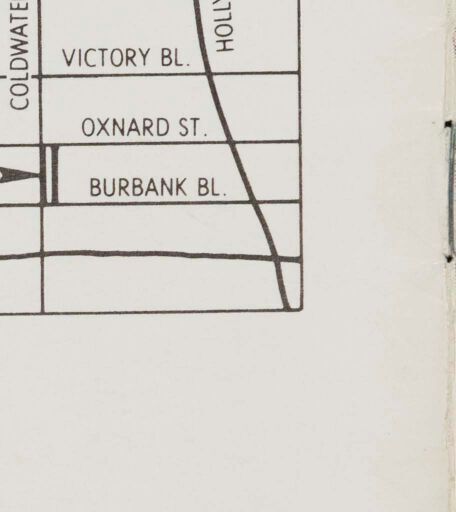 COLDWATE
HOLLY
VICTORY BL.
OXNARD ST.
BURBANK BL.